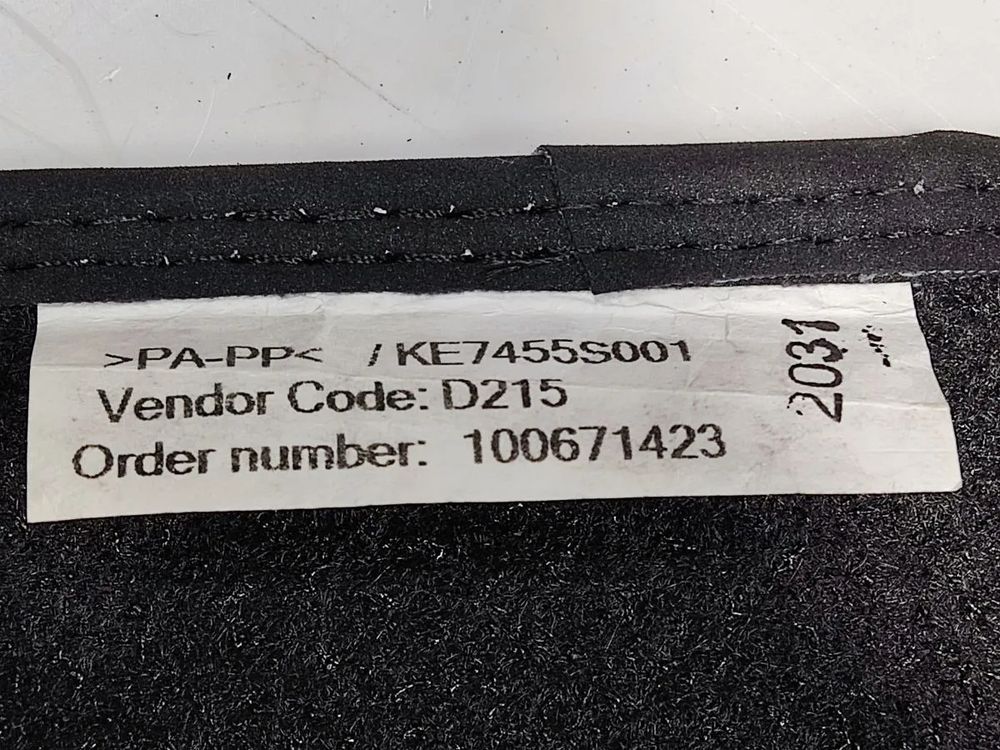 >PA-PP< / KE7455S001
Vendor Code: D215
Order number: 100671423
2031